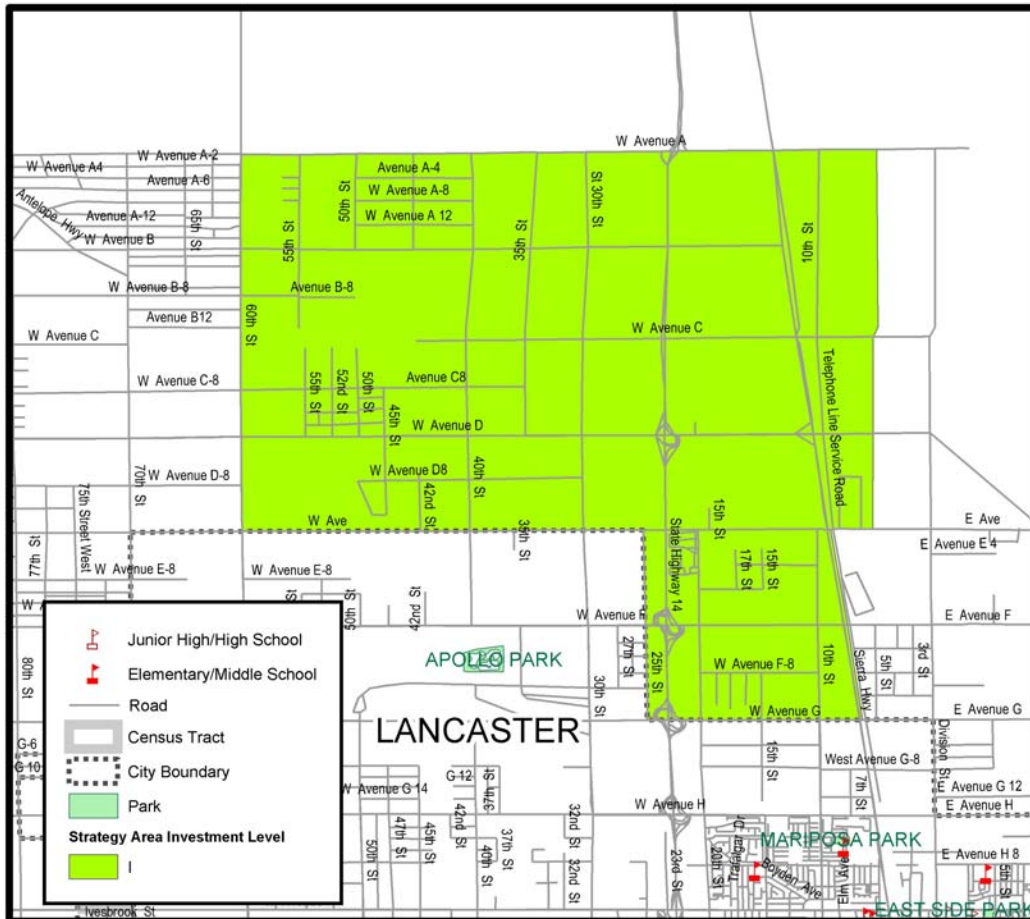 W Avenue A
W Avenue A-2
W Avenue A4
Avenue A-4
Avenue A-6
W Avenue A-8
50th St
St 30th St
Antelope Hwy
Avenue A-12
W Avenue A 12
65th St
W Avenue B
55th St
35th St
10th St
W Avenue B-8
Avenue B-8
60th St
Avenue B12
W Avenue C
W Avenue C
Telephone Line Service Road
W Avenue C-8
Avenue C8
55th St
52nd St
50th St
45th St
W Avenue D
W Avenue D-8
70th St
W Avenue D8
40th St
42nd St
75th Street West
15th St
W Ave
35th St
State Highway 14
E Ave
77th St
E Avenue E 4
15th St
17th St
W Avenue E-8
W Avenue E-8
50th St
42nd St
W Avenue F
E Avenue F
27th St
25th St
10th St
Sierra Hwy
5th St
3rd St
APOLLO PARK
W Avenue F-8
80th St
30th St
W Avenue G
E Avenue G
LANCASTER
Division St
G-6
G 10
15th St
West Avenue G-8
G-12
37th St
W Avenue G 14
7th St
E Avenue G 12
W Avenue H
E Avenue H
32nd St
42nd St
47th St
45th St
37th St
50th St
40th St
32nd St
23rd St
20th St
MARIPOSA PARK
E Avenue H 8
Boyden Ave
Elm Ave
5th St
EAST SIDE PARK
Junior High/High School
Elementary/Middle School
Road
Census Tract
City Boundary
Park
Strategy Area Investment Level
I